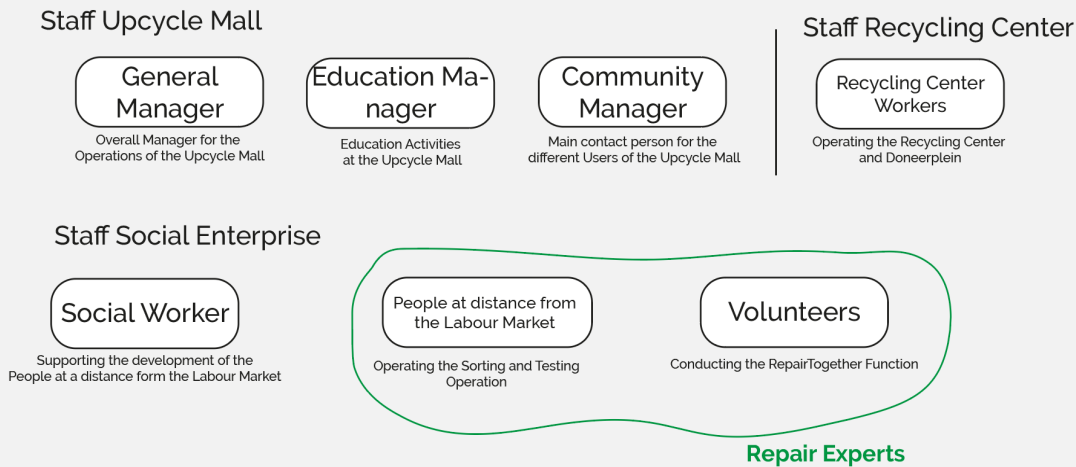 Staff Upcycle Mall
Staff Recycling Center
General
Manager
Overall Manager for the
Operations of the Upcycle Mall
Education Ma-
nager
Education Activities
at the Upcycle Mall
Community
Manager
Main contact person for the
different Users of the Upcycle Mall
Recycling Center
Workers
Operating the Recycling Center
and Doneerplein
Staff Social Enterprise
Social Worker
Supporting the development of the
People at a distance form the Labour Market
People at distance from
the Labour Market
Operating the Sorting and Testing
Operation
Volunteers
Conducting the RepairTogether Function
Repair Experts